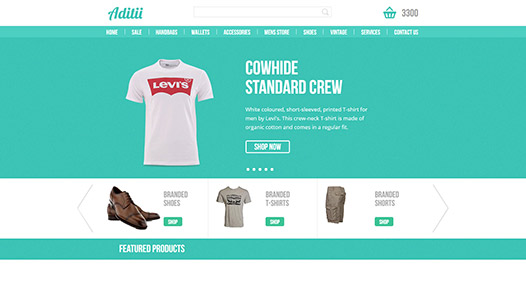 Aditii
3300
HOME
SALE
HANDBAGS
WALLETS
ACCESSORIES
MENS STORE
SHOES
VINTAGE
SERVICES
CONTACT US
LEVI'S
COWHIDE
STANDARD CREW
White coloured, short-sleeved, printed T-shirt for
men by Levi's. This crew-neck T-shirt is made of
organic cotton and comes in a regular fit.
SHOP NOW
BRANDED
SHOES
SHOP
BRANDED
T-SHIRTS
SHOP
BRANDED
SHORTS
SHOP
FEATURED PRODUCTS